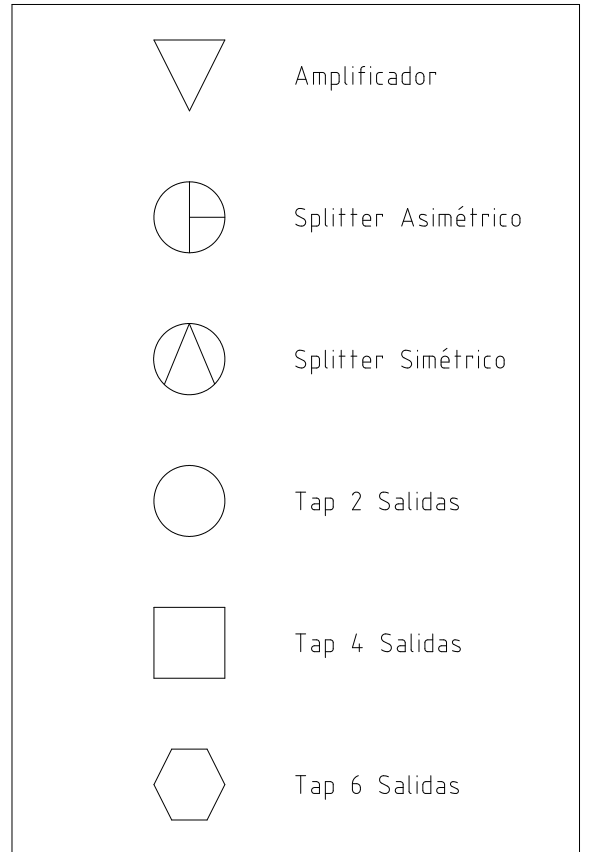 Amplificador
Splitter Asimétrico
Splitter Simétrico
Tap 2 Salidas
Tap 4 Salidas
Tap 6 Salidas